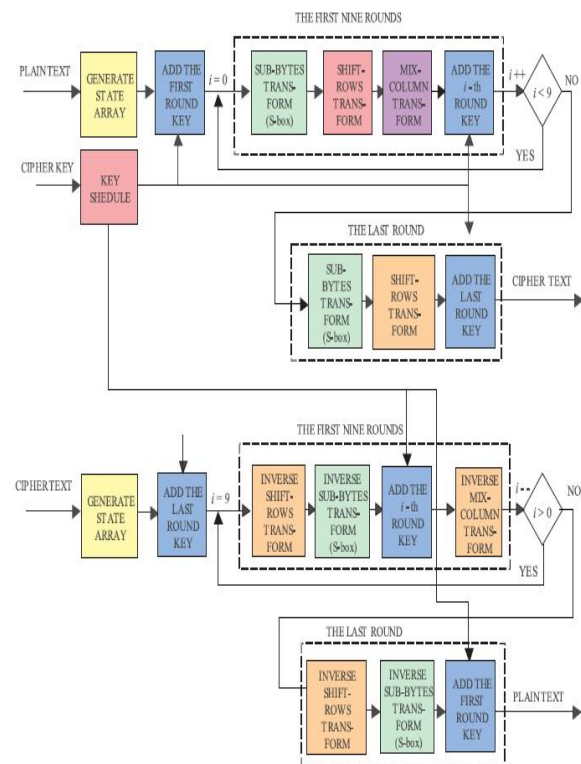 THE FIRST NINE ROUNDS
PLAINTEXT
GENERATE
STATE
ARRAY
ADD THE
FIRST
ROUND
KEY
i = 0
SUB-BYTES
TRANS-
FORM
(S-box)
SHIFT-
ROWS
TRANS-
FORM
MIX-
COLUMN
TRANS-
FORM
ADD THE
i - th
ROUND
KEY
i++
i < 9
NO
YES
CIPHER KEY
KEY
SHEDULE
THE LAST ROUND
SUB-
BYTES
TRANS-
FORM
(S-box)
SHIFT-
ROWS
TRANS-
FORM
ADD THE
LAST
ROUND
KEY
CIPHER TEXT
THE FIRST NINE ROUNDS
CIPHERTEXT
GENERATE
STATE
ARRAY
ADD THE
LAST
ROUND
KEY
i = 9
INVERSE
SHIFT-
ROWS
TRANS-
FORM
INVERSE
SUB-BYTES
TRANS-
FORM
(S-box)
ADD THE
i - th
ROUND
KEY
INVERSE
MIX-
COLUMN
TRANS-
FORM
i - -
i > 0
NO
YES
THE LAST ROUND
INVERSE
SHIFT-
ROWS
TRANS-
FORM
INVERSE
SUB-BYTES
TRANS-
FORM
(S-box)
ADD THE
FIRST
ROUND
KEY
PLAINTEXT